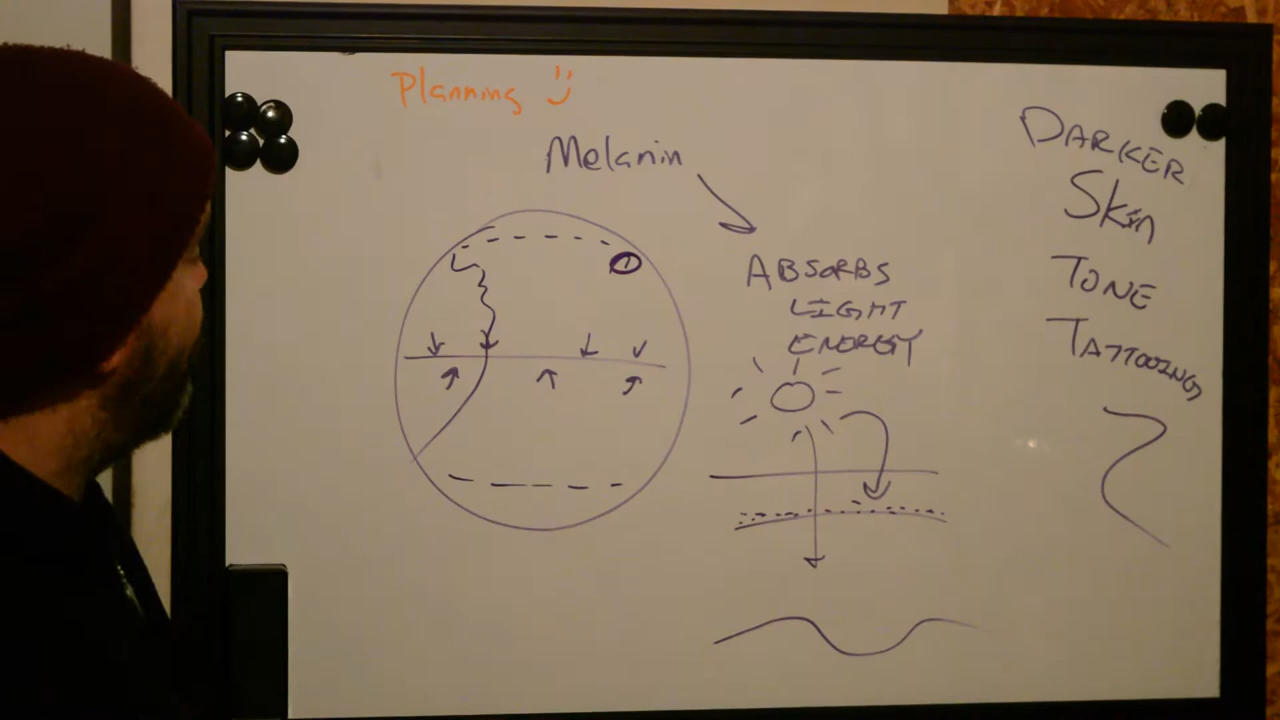 Planning
Melanin
ABSORBS
LIGHT
ENERGY
DARKER
Skin
TONE
TATTOOING